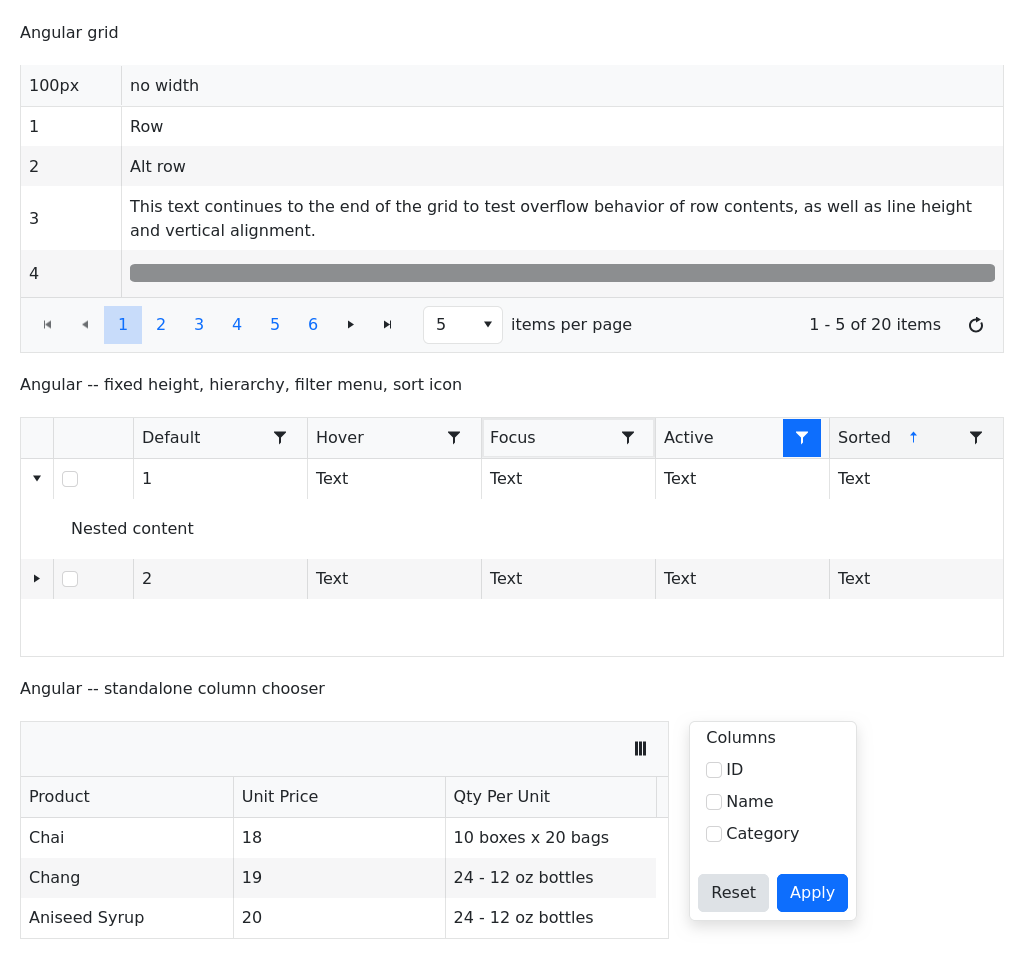 Angular grid
100px no width
1 Row
2 Alt row
3 This text continues to the end of the grid to test overflow behavior of row contents, as well as line height
and vertical alignment.
4
1 2 3 4 5 6 5 items per page 1 - 5 of 20 items
Angular -- fixed height, hierarchy, filter menu, sort icon
Default Hover Focus Active Sorted
1 Text Text Text Text
Nested content
2 Text Text Text Text
Angular -- standalone column chooser
Product Unit Price Qty Per Unit
Chai 18 10 boxes x 20 bags
Chang 19 24 - 12 oz bottles
Aniseed Syrup 20 24 - 12 oz bottles
Columns
ID
Name
Category
Reset Apply